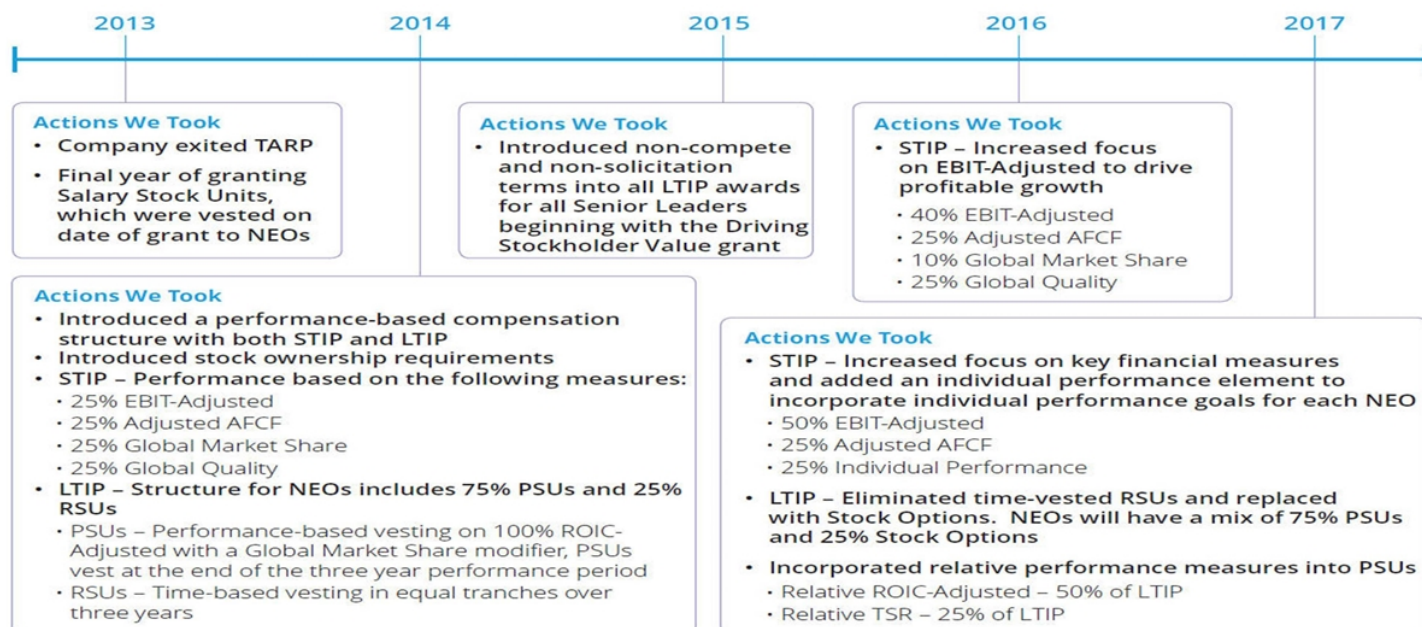 2013
2014
2015
2016
2017
Actions We Took
• Company exited TARP
• Final year of granting
Salary Stock Units,
which were vested on
date of grant to NEOs
Actions We Took
• Introduced a performance-based compensation
structure with both STIP and LTIP
• Introduced stock ownership requirements
• STIP – Performance based on the following measures:
• 25% EBIT-Adjusted
• 25% Adjusted AFCF
• 25% Global Market Share
• 25% Global Quality
• LTIP – Structure for NEOs includes 75% PSUs and 25%
RSUs
• PSUs – Performance-based vesting on 100% ROIC-
Adjusted with a Global Market Share modifier, PSUs
vest at the end of the three year performance period
• RSUs – Time-based vesting in equal tranches over
three years
Actions We Took
• Introduced non-compete
and non-solicitation
terms into all LTIP awards
for all Senior Leaders
beginning with the Driving
Stockholder Value grant
Actions We Took
• STIP – Increased focus
on EBIT-Adjusted to drive
profitable growth
• 40% EBIT-Adjusted
• 25% Adjusted AFCF
• 10% Global Market Share
• 25% Global Quality
Actions We Took
• STIP – Increased focus on key financial measures
and added an individual performance element to
incorporate individual performance goals for each NEO
• 50% EBIT-Adjusted
• 25% Adjusted AFCF
• 25% Individual Performance
• LTIP – Eliminated time-vested RSUs and replaced
with Stock Options.  NEOs will have a mix of 75% PSUs
and 25% Stock Options
• Incorporated relative performance measures into PSUs
• Relative ROIC-Adjusted – 50% of LTIP
• Relative TSR – 25% of LTIP